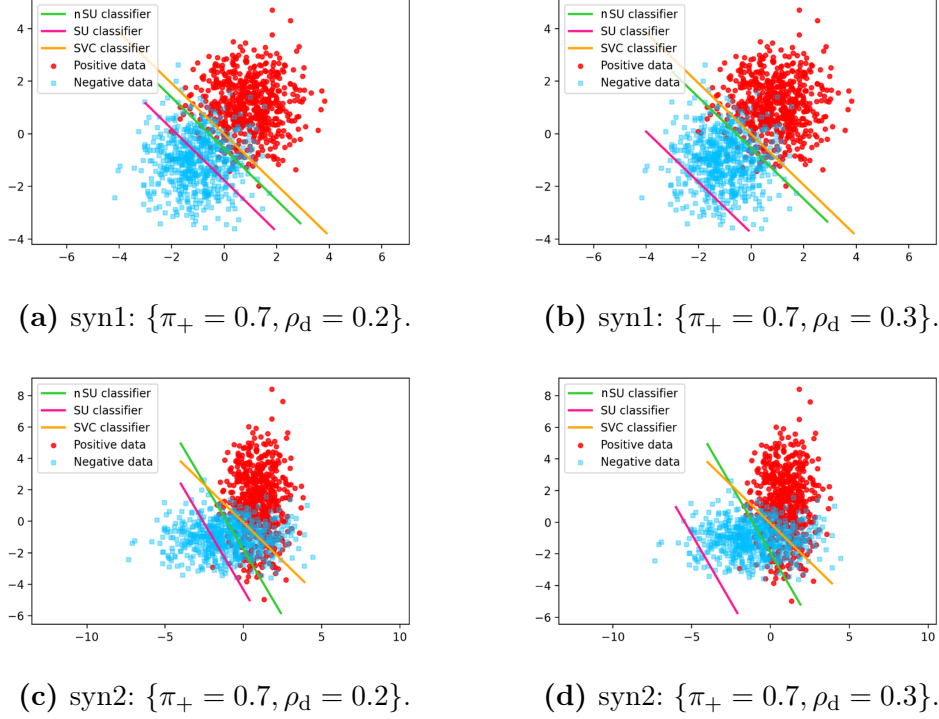 nSU classifier
SU classifier
SVC classifier
Positive data
Negative data
4
2
0
−2
−4
−6 −4 −2 0 2 4 6
(a) syn1: {π₊ = 0.7, ρ_d = 0.2}.
nSU classifier
SU classifier
SVC classifier
Positive data
Negative data
4
2
0
−2
−4
−6 −4 −2 0 2 4 6
(b) syn1: {π₊ = 0.7, ρ_d = 0.3}.
nSU classifier
SU classifier
SVC classifier
Positive data
Negative data
8
6
4
2
0
−2
−4
−6
−10 −5 0 5 10
(c) syn2: {π₊ = 0.7, ρ_d = 0.2}.
nSU classifier
SU classifier
SVC classifier
Positive data
Negative data
8
6
4
2
0
−2
−4
−6
−10 −5 0 5 10
(d) syn2: {π₊ = 0.7, ρ_d = 0.3}.